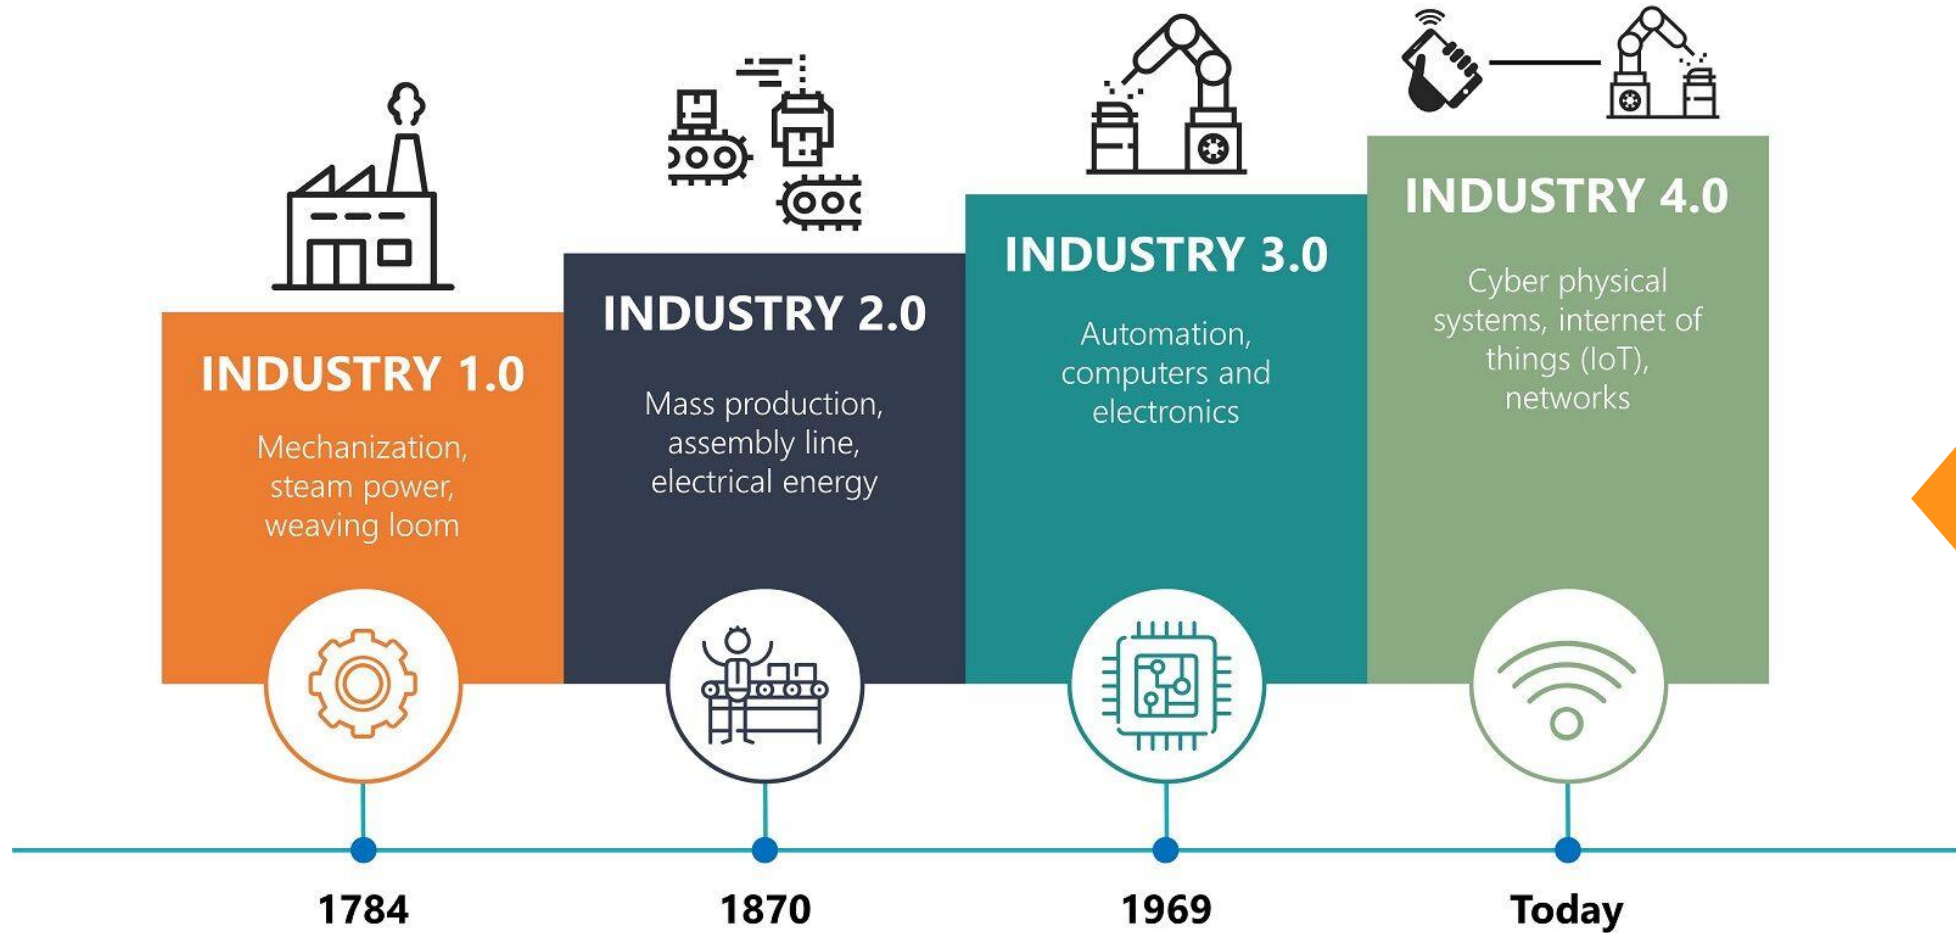 INDUSTRY 1.0
Mechanization,
steam power,
weaving loom
1784
INDUSTRY 2.0
Mass production,
assembly line,
electrical energy
1870
INDUSTRY 3.0
Automation,
computers and
electronics
1969
INDUSTRY 4.0
Cyber physical
systems, internet of
things (IoT),
networks
Today